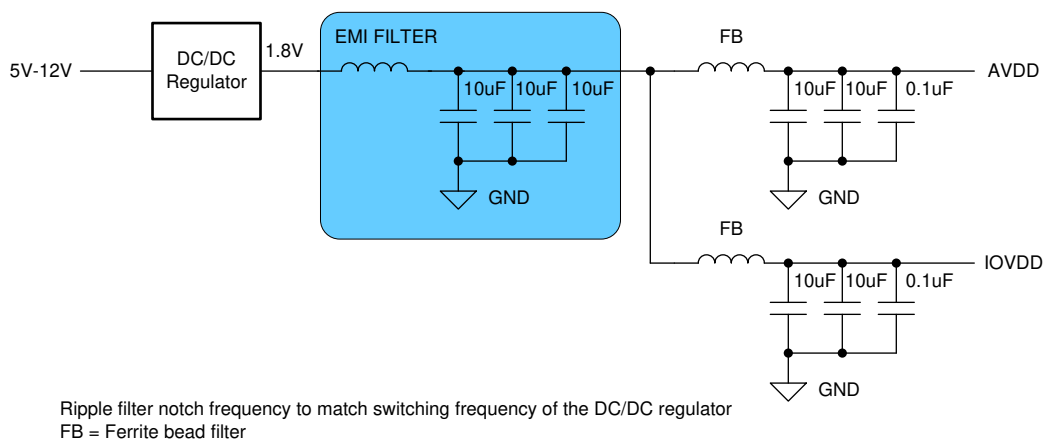 5V-12V
DC/DC
Regulator
1.8V
EMI FILTER
10uF 10uF 10uF
GND
FB
10uF 10uF 0.1uF
AVDD
GND
FB
10uF 10uF 0.1uF
IOVDD
GND
Ripple filter notch frequency to match switching frequency of the DC/DC regulator
FB = Ferrite bead filter